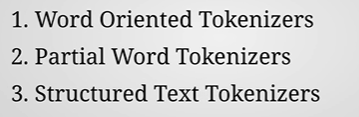 1. Word Oriented Tokenizers
2. Partial Word Tokenizers
3. Structured Text Tokenizers